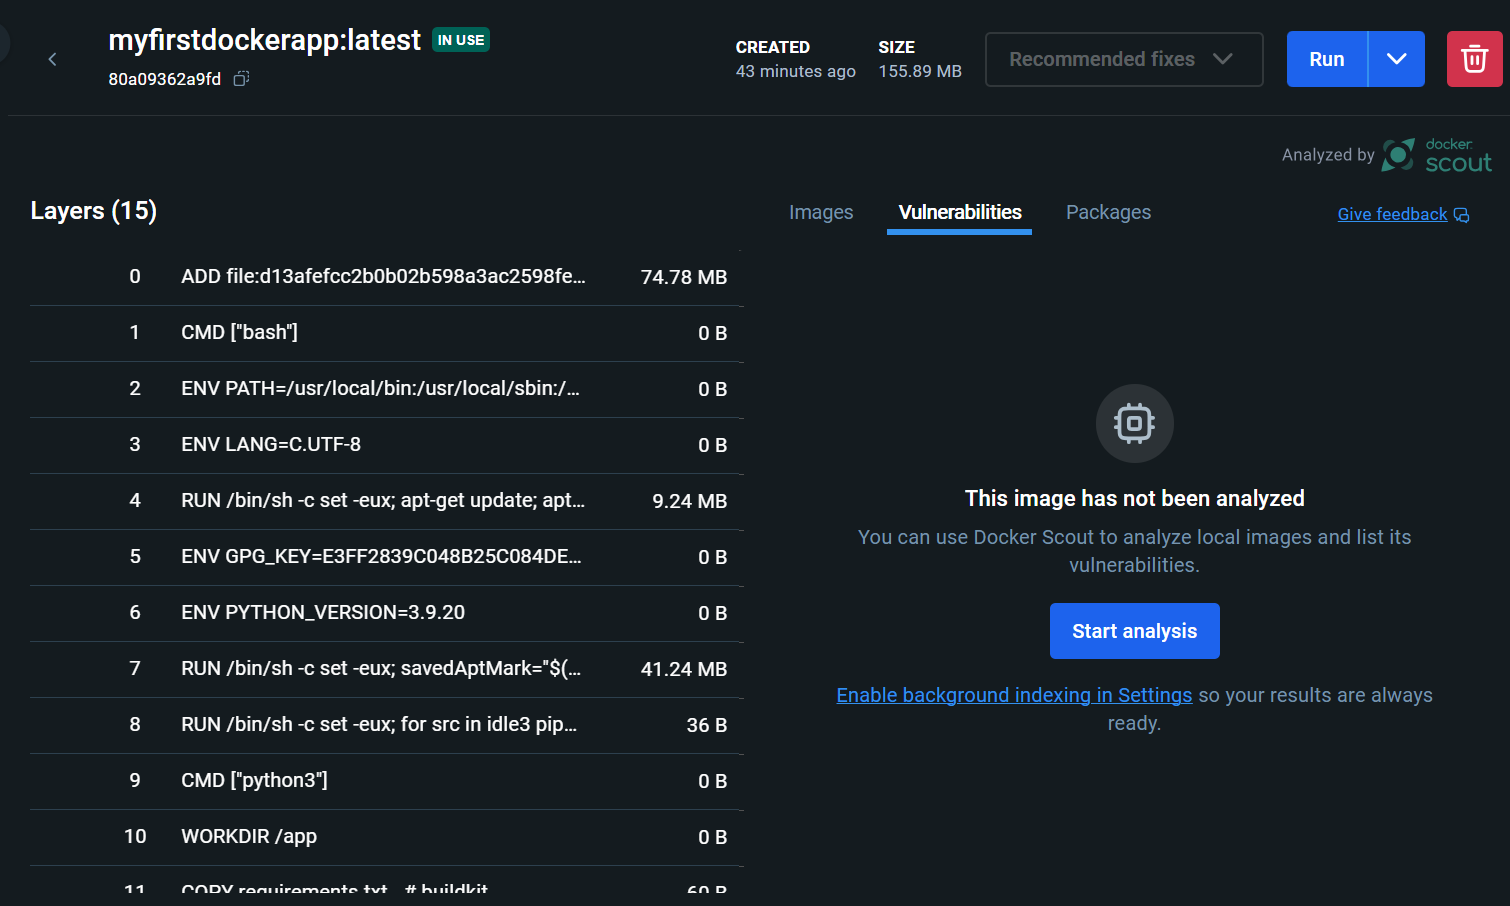 myfirstdockerapp:latest IN USE
80a09362a9fd
CREATED
43 minutes ago
SIZE
155.89 MB
Recommended fixes
Run
Analyzed by docker scout
Layers (15)
Images Vulnerabilities Packages Give feedback
0 ADD file:d13afefcc2b0b02b598a3ac2598fe... 74.78 MB
1 CMD ["bash"] 0 B
2 ENV PATH=/usr/local/bin:/usr/local/sbin:/... 0 B
3 ENV LANG=C.UTF-8 0 B
4 RUN /bin/sh -c set -eux; apt-get update; apt... 9.24 MB
5 ENV GPG_KEY=E3FF2839C048B25C084DE... 0 B
6 ENV PYTHON_VERSION=3.9.20 0 B
7 RUN /bin/sh -c set -eux; savedAptMark="$(... 41.24 MB
8 RUN /bin/sh -c set -eux; for src in idle3 pip... 36 B
9 CMD ["python3"] 0 B
10 WORKDIR /app 0 B
11 COPY requirements.txt . # buildkit 60 B
This image has not been analyzed
You can use Docker Scout to analyze local images and list its
vulnerabilities.
Start analysis
Enable background indexing in Settings so your results are always
ready.